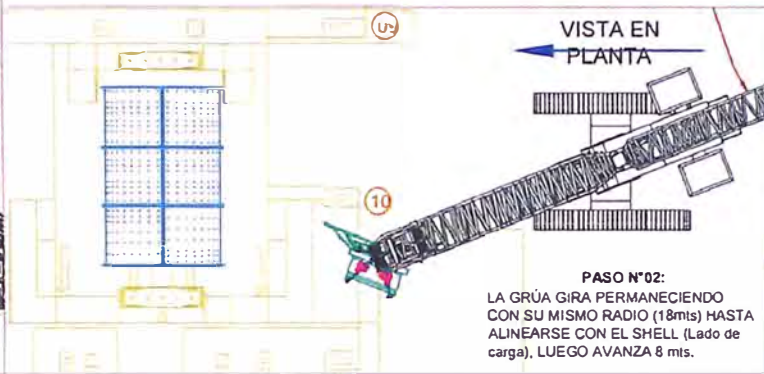 VISTA EN
PLANTA
10
PASO N°02:
LA GRÚA GIRA PERMANECIENDO
CON SU MISMO RADIO (18mts) HASTA
ALINEARSE CON EL SHELL (Lado de
carga), LUEGO AVANZA 8 mts.